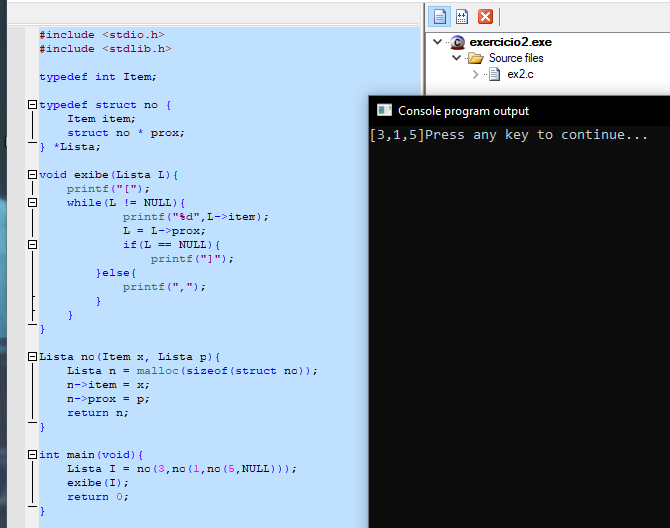 #include <stdio.h>
#include <stdlib.h>

typedef int Item;

typedef struct no {
    Item item;
    struct no * prox;
} *Lista;

void exibe(Lista L){
    printf("[");
    while(L != NULL){
            printf("%d",L->item);
            L = L->prox;
            if(L == NULL){
                printf("]");
        }else{
            printf(",");
        }
    }
}

Lista no(Item x, Lista p){
    Lista n = malloc(sizeof(struct no));
    n->item = x;
    n->prox = p;
    return n;
}

int main(void){
    Lista I = no(3,no(1,no(5,NULL)));
    exibe(I);
    return 0;
}
exercicio2.exe
Source files
ex2.c
Console program output
[3,1,5]Press any key to continue...